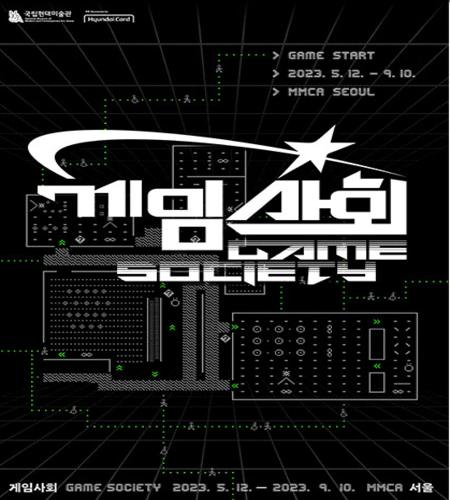 국립현대미술관
Hyundai Card
> GAME START
> 2023. 5. 12. – 9. 10.
> MMCA SEOUL
게임사회
GAME
SOCIETY
게임사회 GAME SOCIETY 2023. 5. 12. — 2023. 9. 10. MMCA 서울